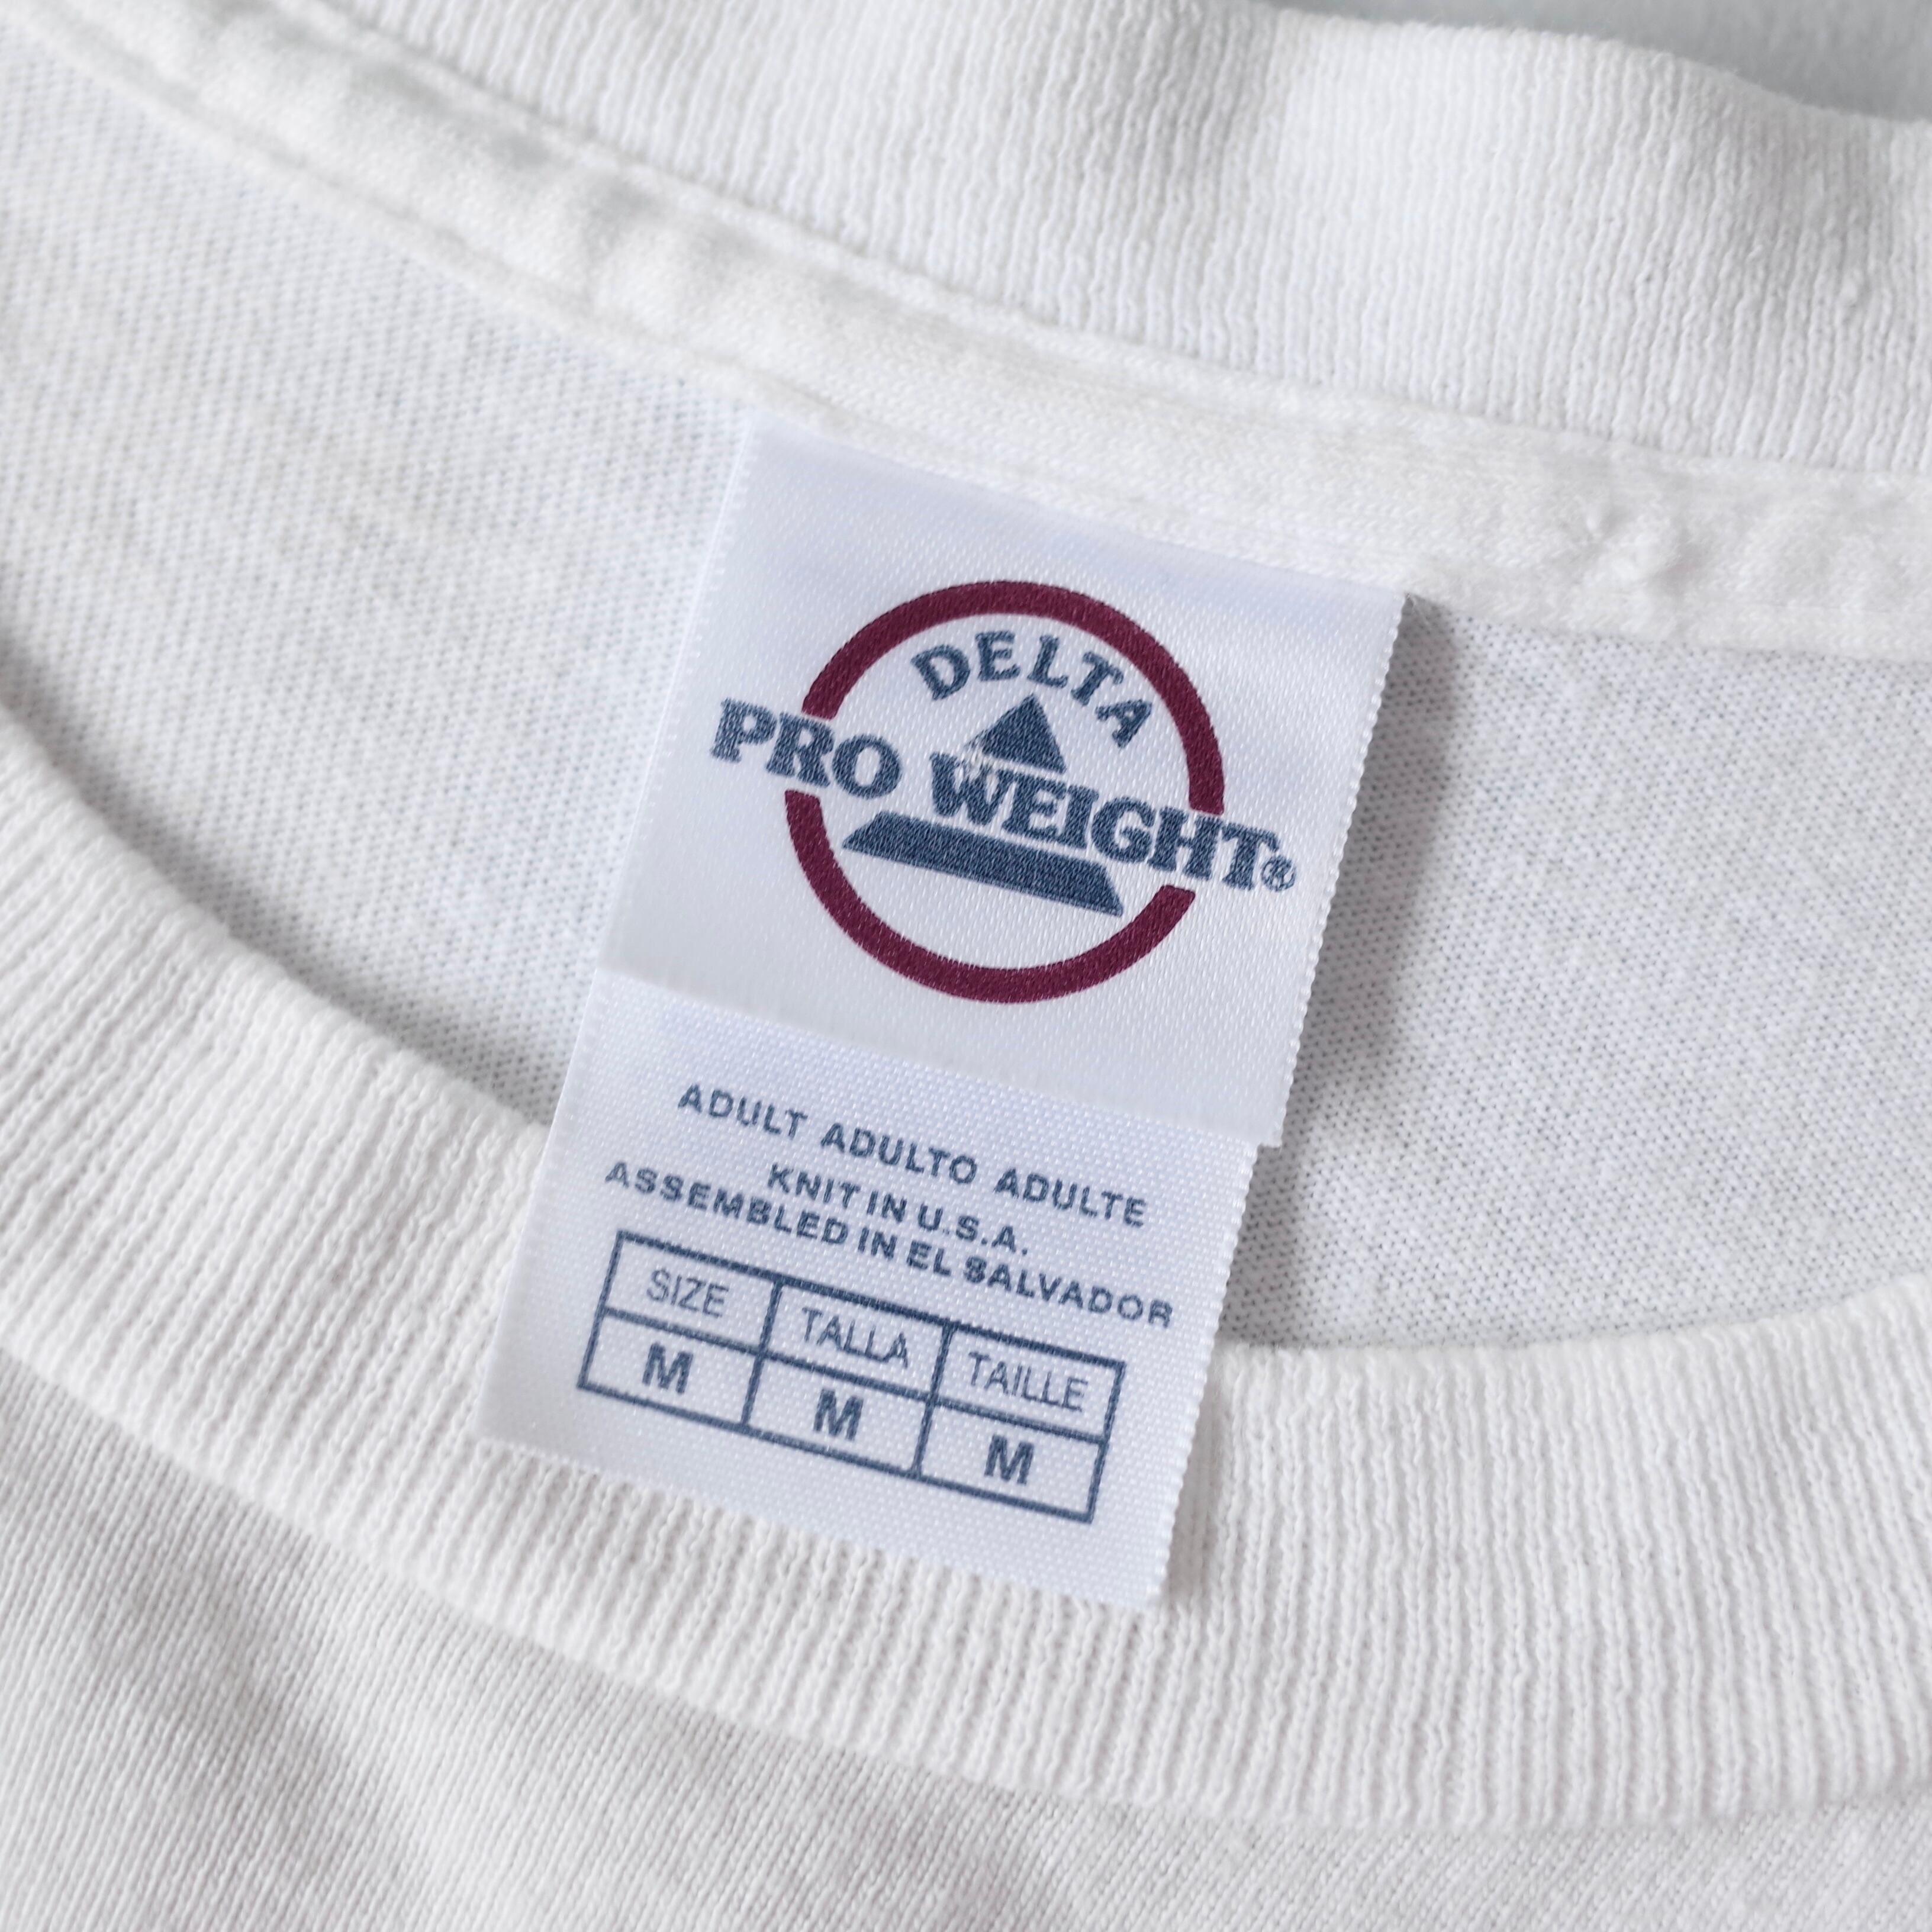 DELTA
PRO WEIGHT®
ADULT ADULTO ADULTE
KNIT IN U.S.A.
ASSEMBLED IN EL SALVADOR
SIZE TALLA TAILLE
M M M